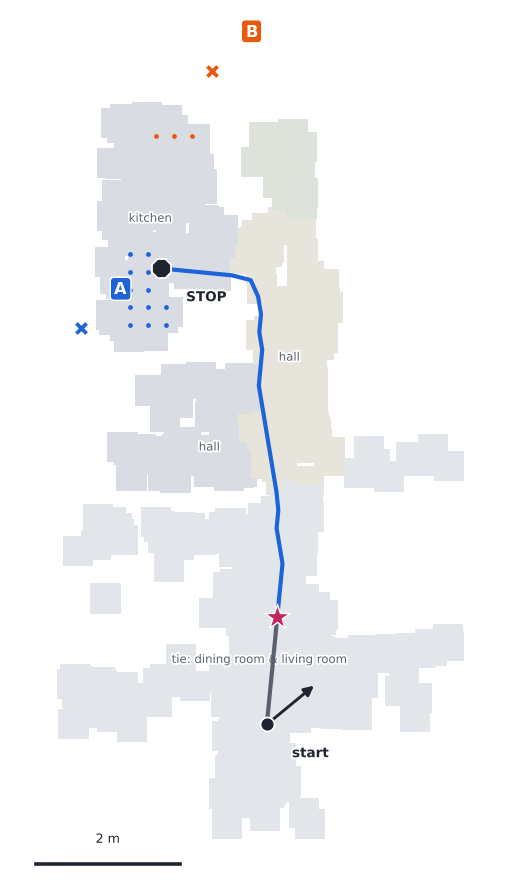 B
kitchen
A
STOP
hall
hall
tie: dining room & living room
start
2 m